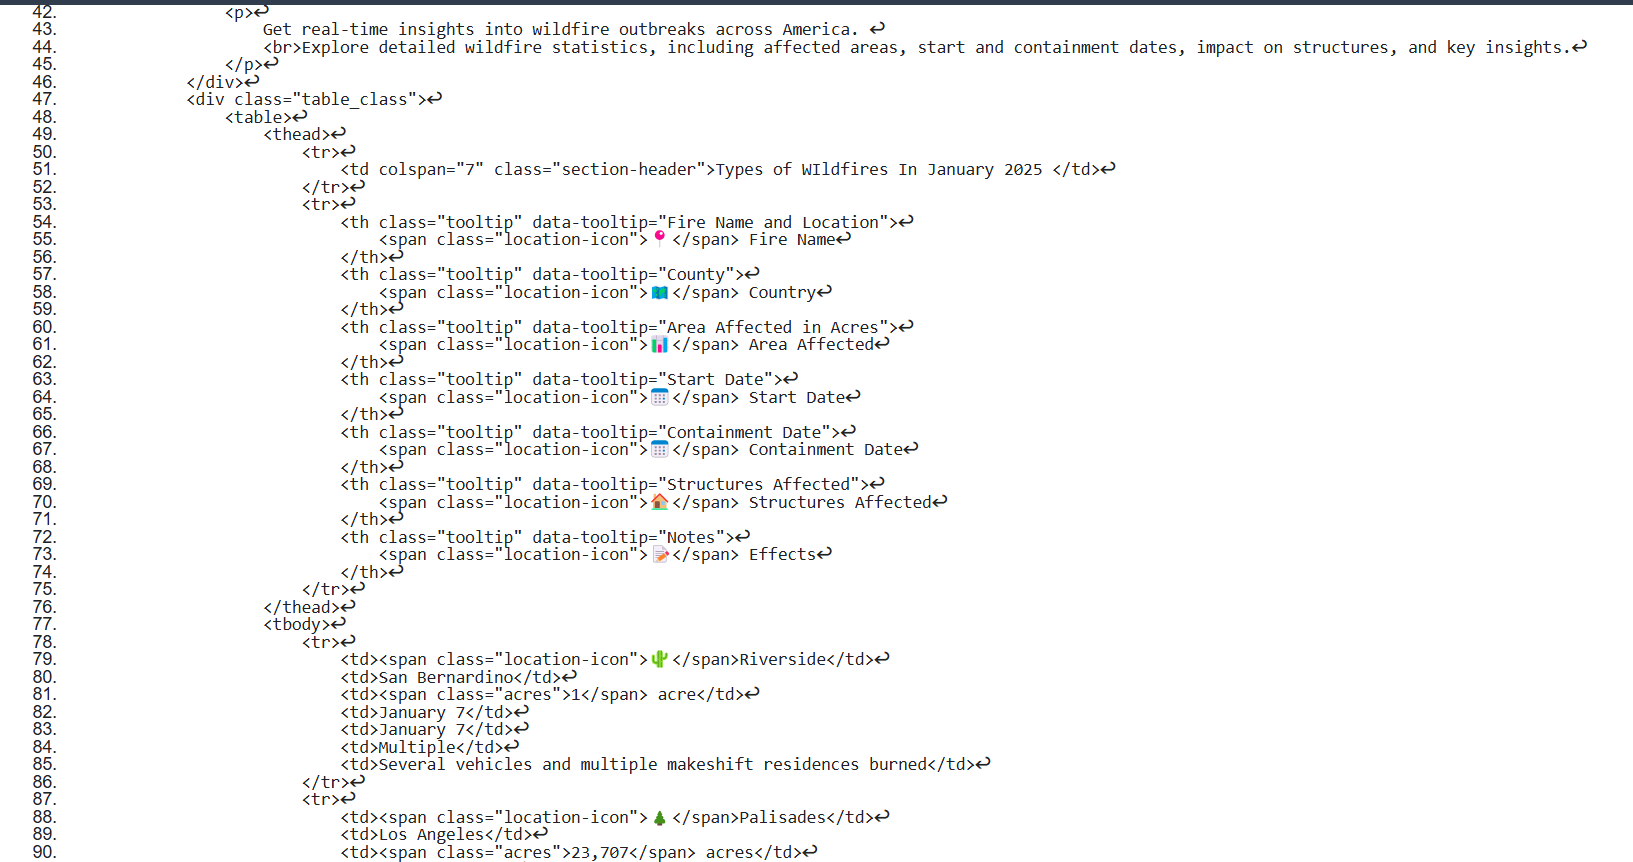 42. <p>↩
43. Get real-time insights into wildfire outbreaks across America. ↩
44. <br>Explore detailed wildfire statistics, including affected areas, start and containment dates, impact on structures, and key insights.↩
45. </p>↩
46. </div>↩
47. <div class="table_class">↩
48. <table>↩
49. <thead>↩
50. <tr>↩
51. <td colspan="7" class="section-header">Types of WIldfires In January 2025 </td>↩
52. </tr>↩
53. <tr>↩
54. <th class="tooltip" data-tooltip="Fire Name and Location">↩
55. <span class="location-icon">📍</span> Fire Name↩
56. </th>↩
57. <th class="tooltip" data-tooltip="County">↩
58. <span class="location-icon">🗺️</span> Country↩
59. </th>↩
60. <th class="tooltip" data-tooltip="Area Affected in Acres">↩
61. <span class="location-icon">📊</span> Area Affected↩
62. </th>↩
63. <th class="tooltip" data-tooltip="Start Date">↩
64. <span class="location-icon">🗓️</span> Start Date↩
65. </th>↩
66. <th class="tooltip" data-tooltip="Containment Date">↩
67. <span class="location-icon">🗓️</span> Containment Date↩
68. </th>↩
69. <th class="tooltip" data-tooltip="Structures Affected">↩
70. <span class="location-icon">🏠</span> Structures Affected↩
71. </th>↩
72. <th class="tooltip" data-tooltip="Notes">↩
73. <span class="location-icon">📝</span> Effects↩
74. </th>↩
75. </tr>↩
76. </thead>↩
77. <tbody>↩
78. <tr>↩
79. <td><span class="location-icon">🌵</span>Riverside</td>↩
80. <td>San Bernardino</td>↩
81. <td><span class="acres">1</span> acre</td>↩
82. <td>January 7</td>↩
83. <td>January 7</td>↩
84. <td>Multiple</td>↩
85. <td>Several vehicles and multiple makeshift residences burned</td>↩
86. </tr>↩
87. <tr>↩
88. <td><span class="location-icon">🌲</span>Palisades</td>↩
89. <td>Los Angeles</td>↩
90. <td><span class="acres">23,707</span> acres</td>↩